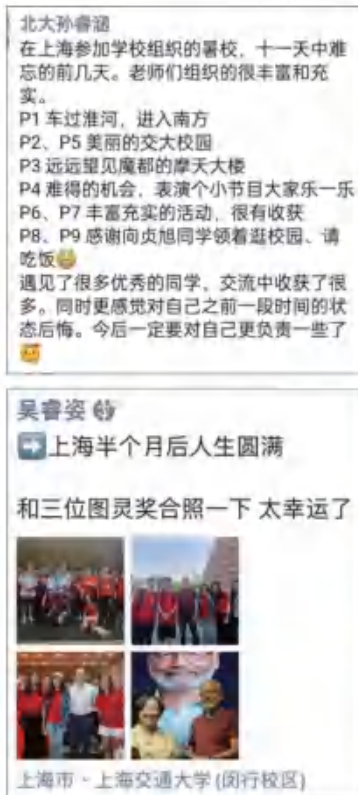 北大孙睿涵
在上海参加学校组织的暑校，十一天中难
忘的前几天。老师们组织的很丰富和充
实。
P1 车过淮河，进入南方
P2、P5 美丽的交大校园
P3 远远望见魔都的摩天大楼
P4 难得的机会，表演个小节目大家乐一乐
P6、P7 丰富充实的活动，很有收获
P8、P9 感谢向贞旭同学领着逛校园、请
吃饭😅
遇见了很多优秀的同学，交流中收获了很
多。同时更感觉对自己之前一段时间的状
态后悔。今后一定要对自己更负责一些了
吴睿姿
➡️上海半个月后人生圆满
和三位图灵奖合照一下 太幸运了
上海市 - 上海交通大学(闵行校区)